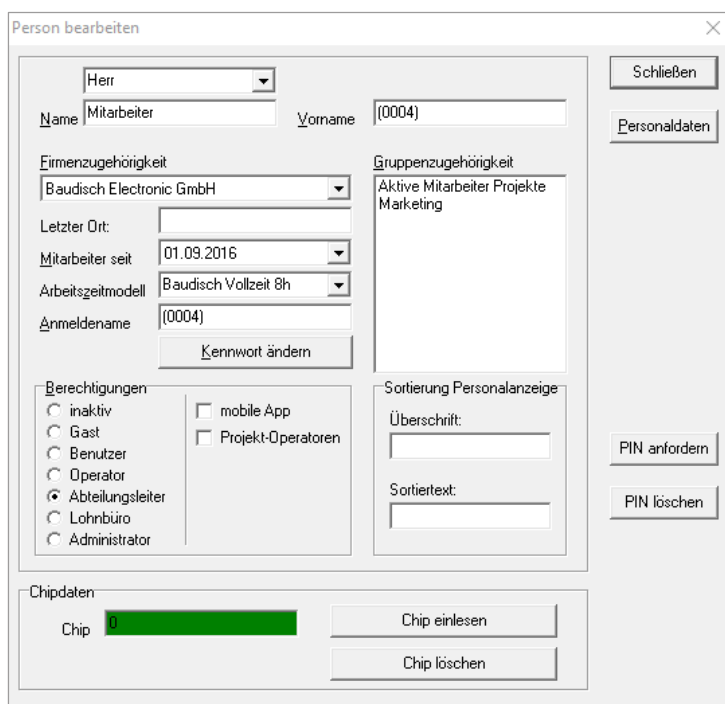 Person bearbeiten
Herr
Name Mitarbeiter Vorname (0004)
Firmenzugehörigkeit
Baudisch Electronic GmbH
Letzter Ort:
Mitarbeiter seit 01.09.2016
Arbeitszeitmodell Baudisch Vollzeit 8h
Anmeldename (0004)
Kennwort ändern
Gruppenzugehörigkeit
Aktive Mitarbeiter Projekte
Marketing
Berechtigungen
inaktiv
Gast
Benutzer
Operator
Abteilungsleiter
Lohnbüro
Administrator
mobile App
Projekt-Operatoren
Sortierung Personalanzeige
Überschrift:
Sortiertext:
Schließen
Personaldaten
PIN anfordern
PIN löschen
Chipdaten
Chip 0
Chip einlesen
Chip löschen